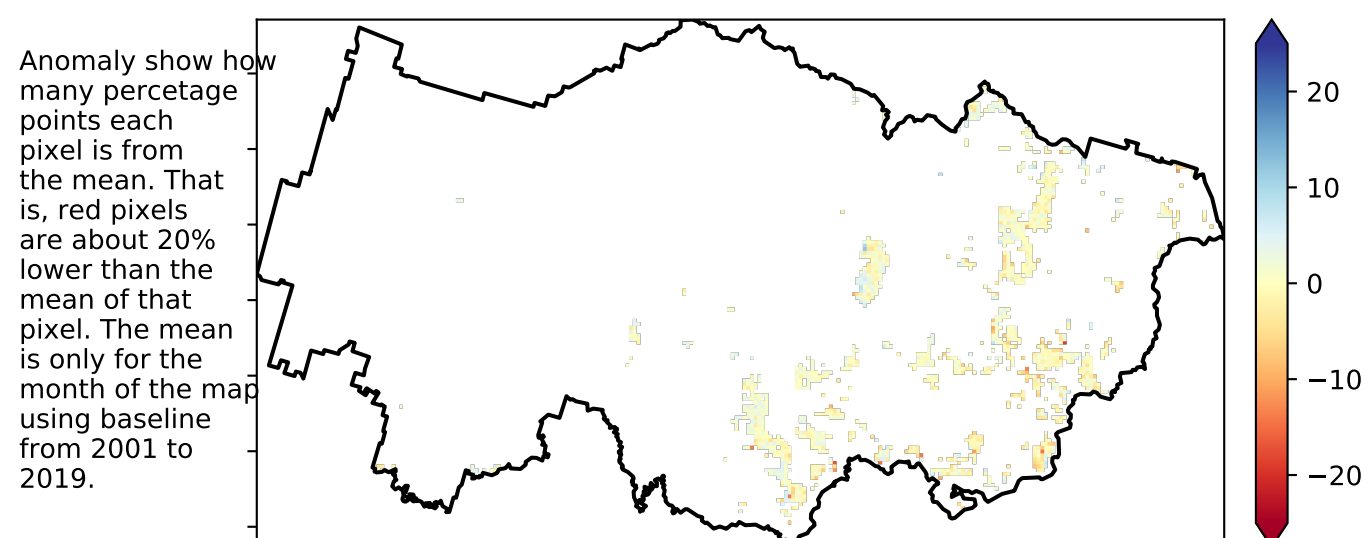 Anomaly show how
many percetage
points each
pixel is from
the mean. That
is, red pixels
are about 20%
lower than the
mean of that
pixel. The mean
is only for the
month of the map
using baseline
from 2001 to
2019.
20
10
0
−10
−20